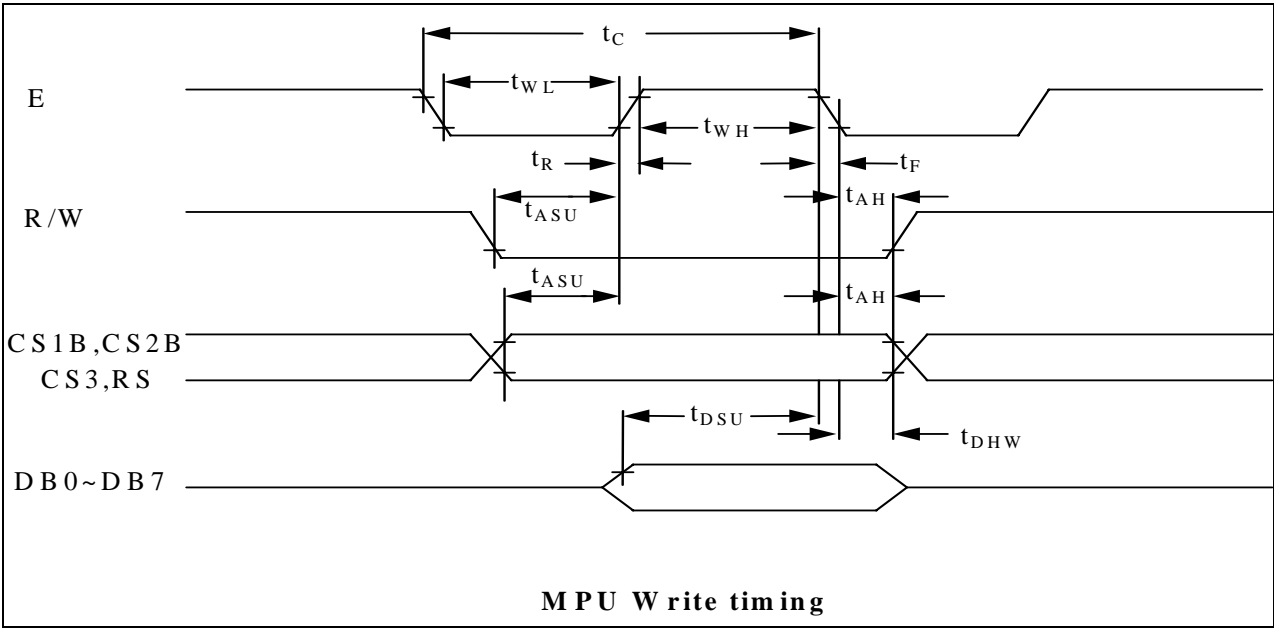 tC
E
tWL
tWH
tR
tF
R/W
tASU
tAH
tASU
tAH
CS1B,CS2B
CS3,RS
tDSU
tDHW
DB0~DB7
MPU Write timing